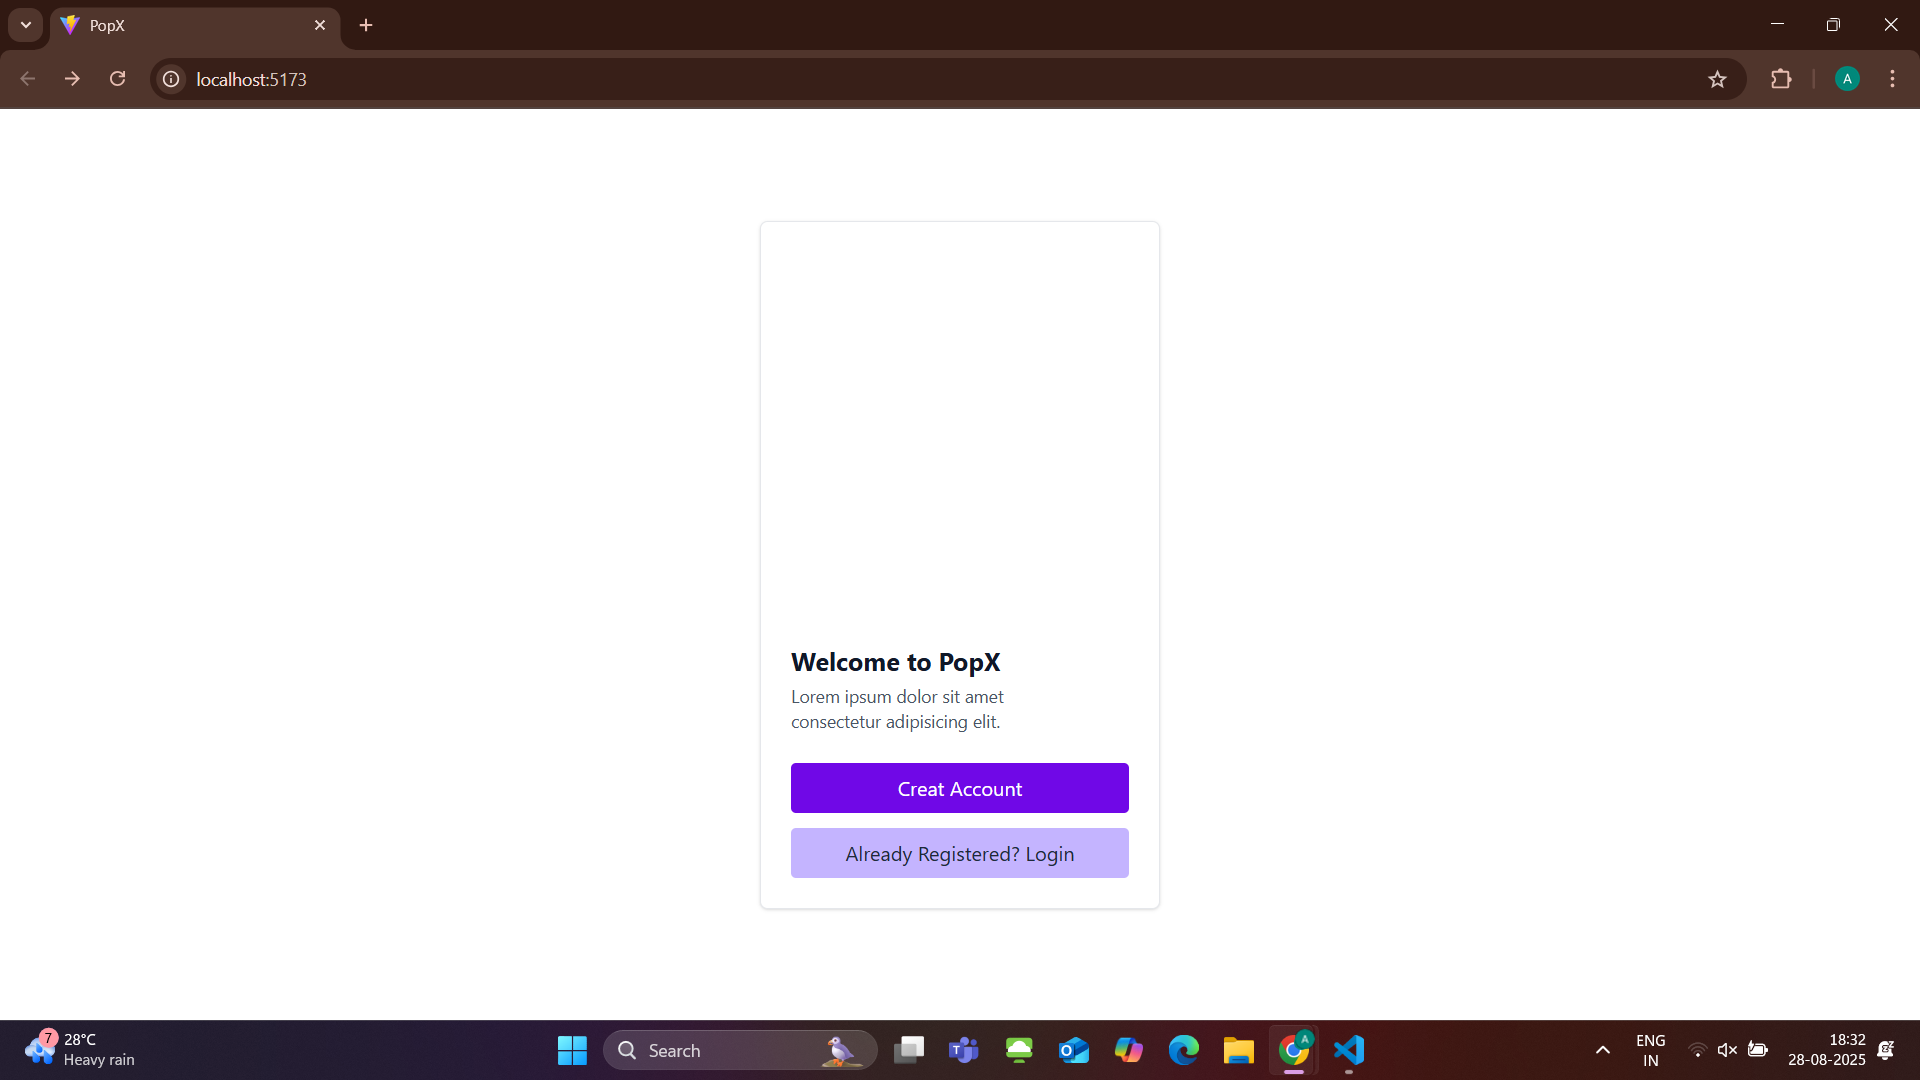 PopX
localhost:5173
A
Welcome to PopX
Lorem ipsum dolor sit amet
consectetur adipisicing elit.
Creat Account
Already Registered? Login
7
28°C
Heavy rain
Search
A
ENG
IN
18:32
28-08-2025